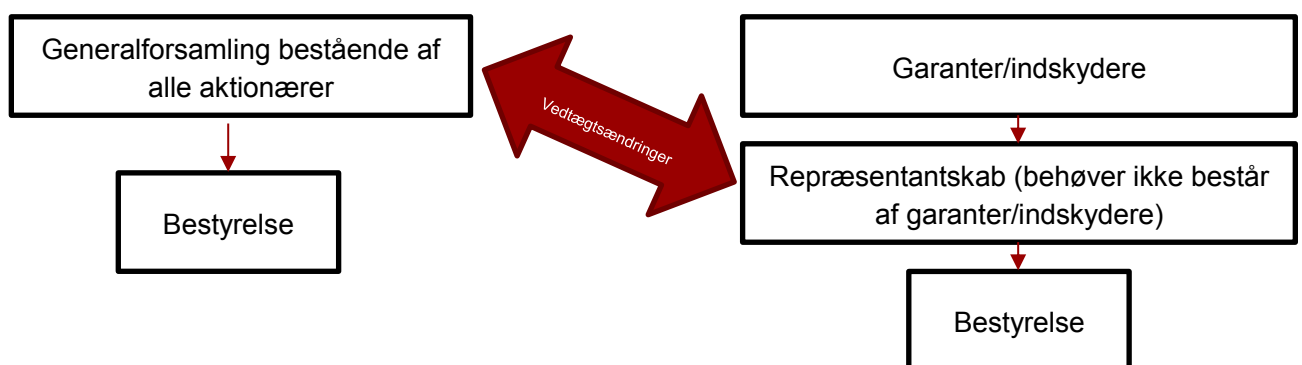 Generalforsamling bestående af
alle aktionærer
Bestyrelse
Vedtægtsændringer
Garanter/indskydere
Repræsentantskab (behøver ikke består
af garanter/indskydere)
Bestyrelse